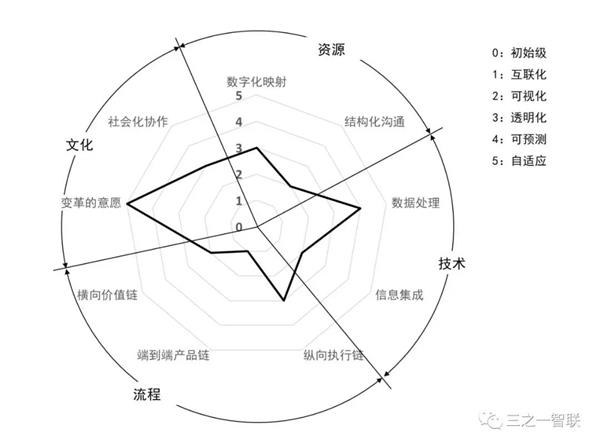 资源
0：初始级
1：互联化
2：可视化
3：透明化
4：可预测
5：自适应
数字化映射
5
4
3
2
1
0
社会化协作
结构化沟通
文化
变革的意愿
数据处理
技术
横向价值链
信息集成
端到端产品链
纵向执行链
流程
三之一智联